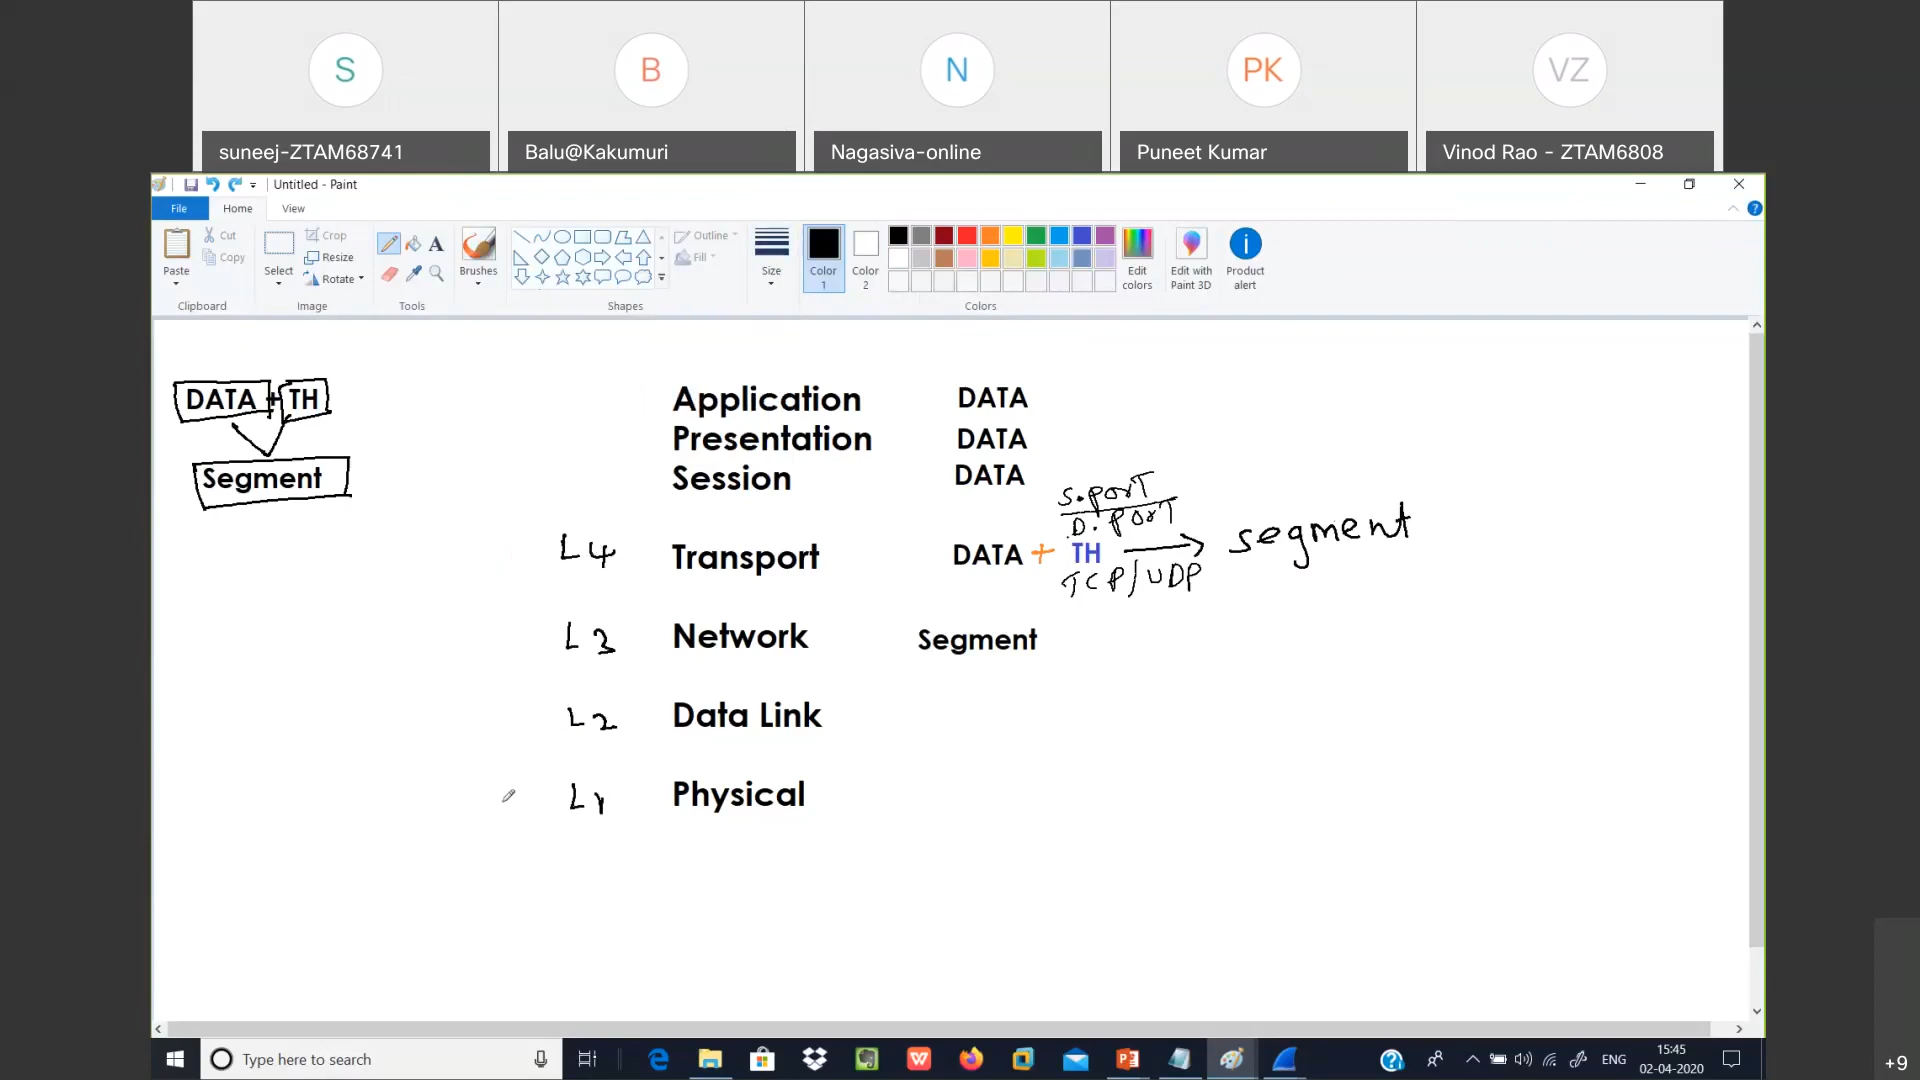 S
B
N
PK
VZ
suneej-ZTAM68741
Balu@Kakumuri
Nagasiva-online
Puneet Kumar
Vinod Rao - ZTAM6808
Untitled - Paint
File
Home
View
Paste
Cut
Copy
Clipboard
Select
Crop
Resize
Rotate
Image
A
Tools
Brushes
Outline
Fill
Shapes
Size
Color 1
Color 2
Edit colors
Colors
Edit with Paint 3D
Product alert
DATA + TH
Segment
Application DATA
Presentation DATA
Session DATA
S.porT
D.porT
L4 Transport DATA + TH → segment
TCP/UDP
L3 Network Segment
L2 Data Link
L1 Physical
Type here to search
ENG
15:45
02-04-2020
+9